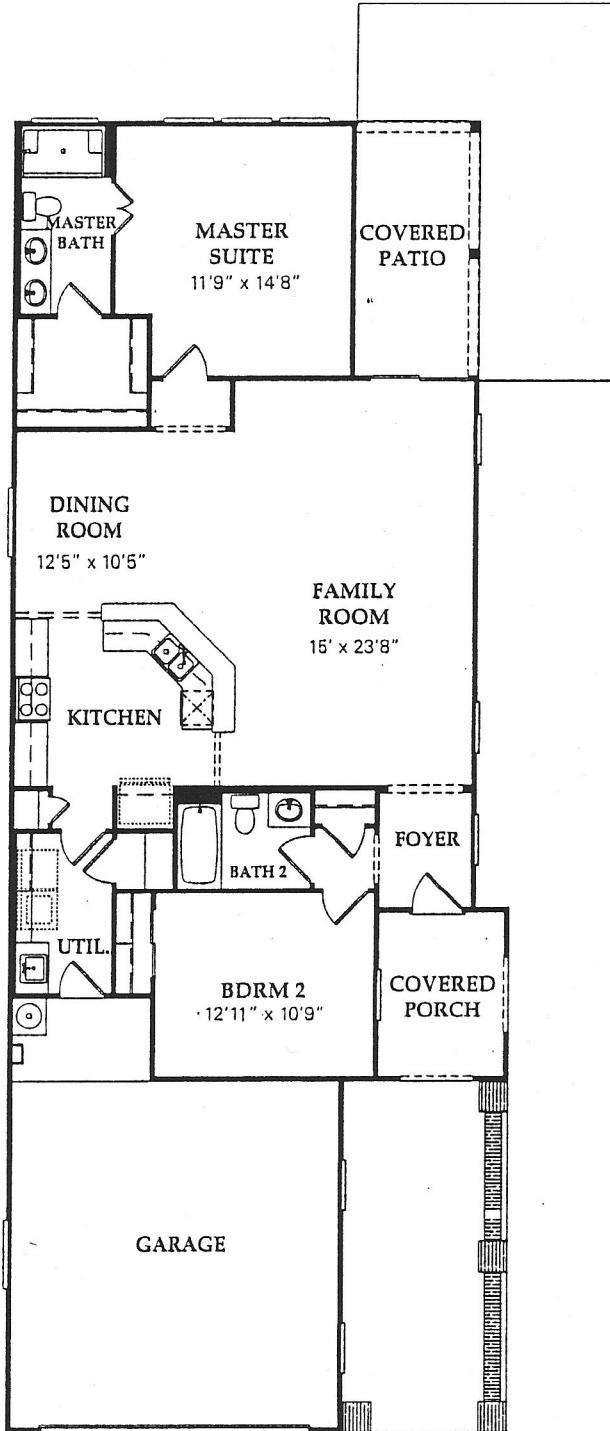 MASTER
BATH
MASTER
SUITE
11'9" x 14'8"
COVERED
PATIO
DINING
ROOM
12'5" x 10'5"
FAMILY
ROOM
15' x 23'8"
KITCHEN
FOYER
BATH 2
UTIL.
BDRM 2
12'11" x 10'9"
COVERED
PORCH
GARAGE